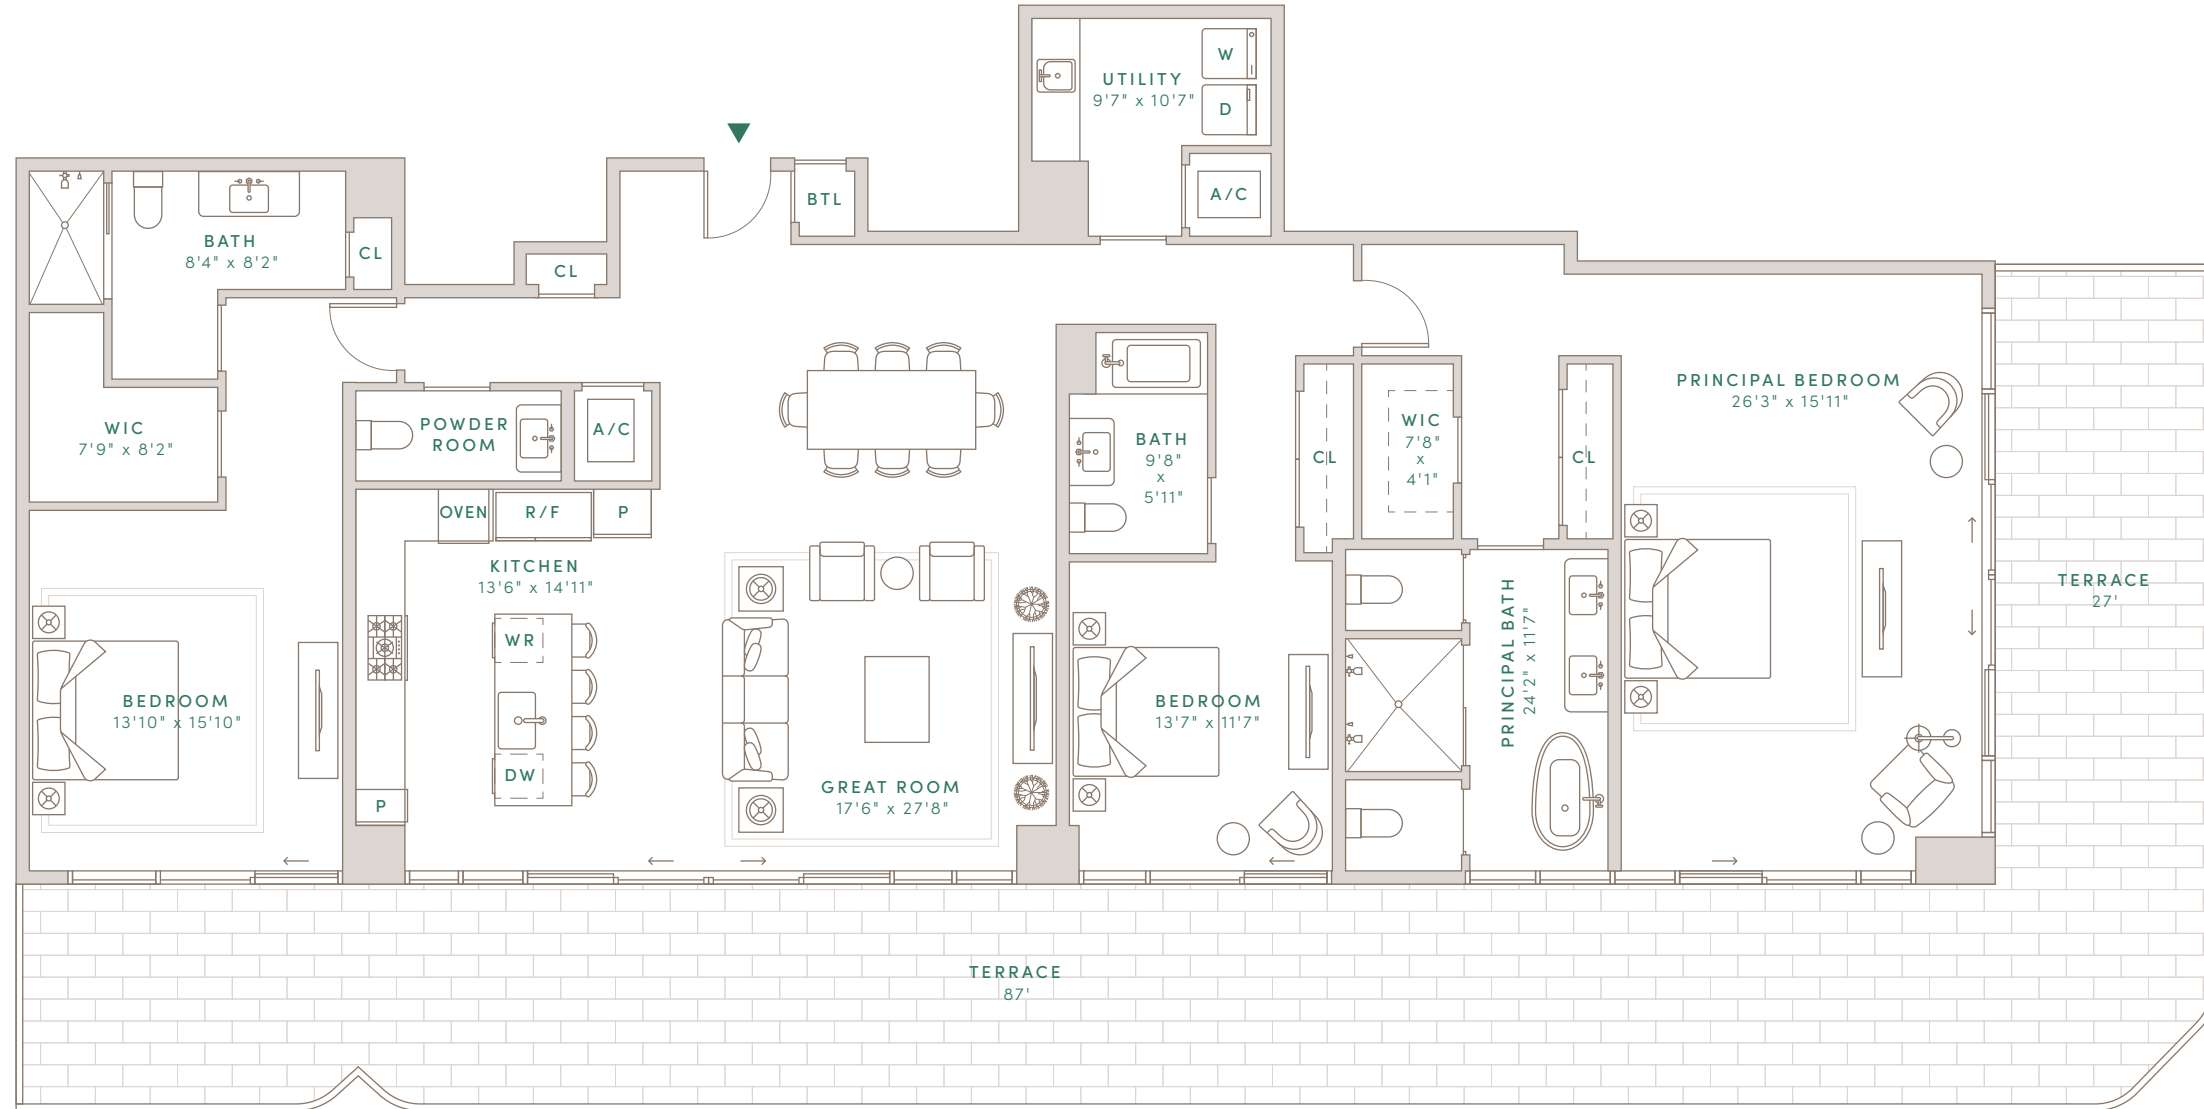 UTILITY
9'7" x 10'7"
W
D
A/C
BTL
BATH
8'4" x 8'2"
CL
CL
WIC
7'9" x 8'2"
POWDER
ROOM
A/C
OVEN
R/F
P
KITCHEN
13'6" x 14'11"
WR
DW
P
BEDROOM
13'10" x 15'10"
GREAT ROOM
17'6" x 27'8"
BATH
9'8"
x
5'11"
CL
WIC
7'8"
x
4'1"
CL
BEDROOM
13'7" x 11'7"
PRINCIPAL BATH
24'2" x 11'7"
PRINCIPAL BEDROOM
26'3" x 15'11"
TERRACE
27'
TERRACE
87'